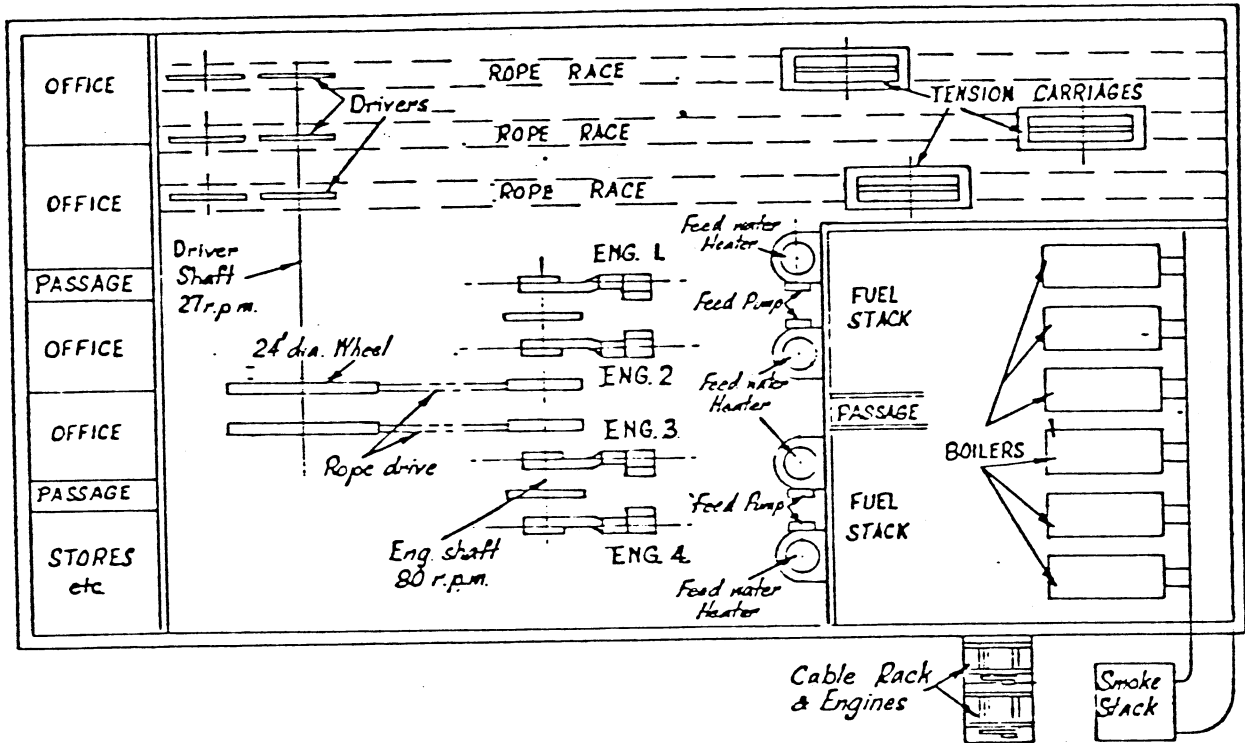 OFFICE
OFFICE
PASSAGE
OFFICE
OFFICE
PASSAGE
STORES
etc
ROPE RACE
ROPE RACE
ROPE RACE
Drivers
TENSION CARRIAGES
Driver
Shaft
27 r.p.m.
24' dia. Wheel
Rope drive
Eng. shaft
80 r.p.m.
ENG. 1
ENG. 2
ENG. 3
ENG. 4
Feed water
Heater
Feed Pump
Feed water
Heater
Feed Pump
Feed water
Heater
FUEL
STACK
PASSAGE
FUEL
STACK
BOILERS
Cable Rack
& Engines
Smoke
Stack